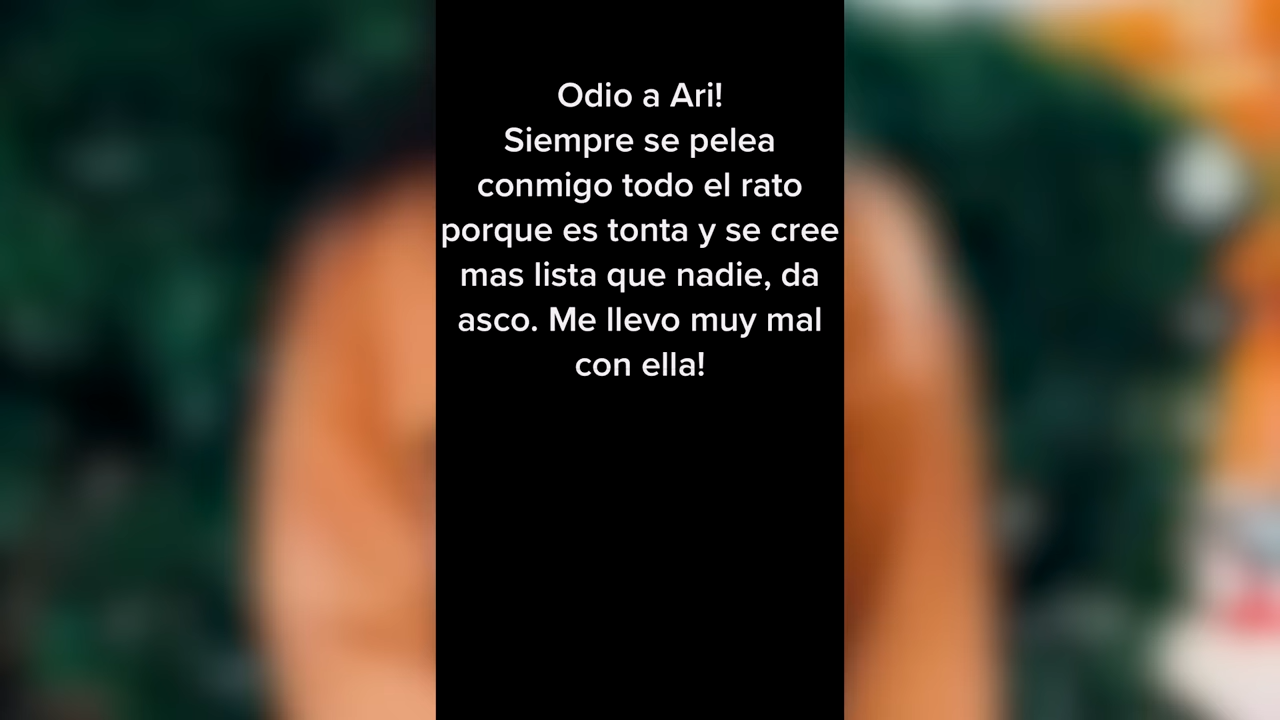 Odio a Ari!
Siempre se pelea
conmigo todo el rato
porque es tonta y se cree
mas lista que nadie, da
asco. Me llevo muy mal
con ella!